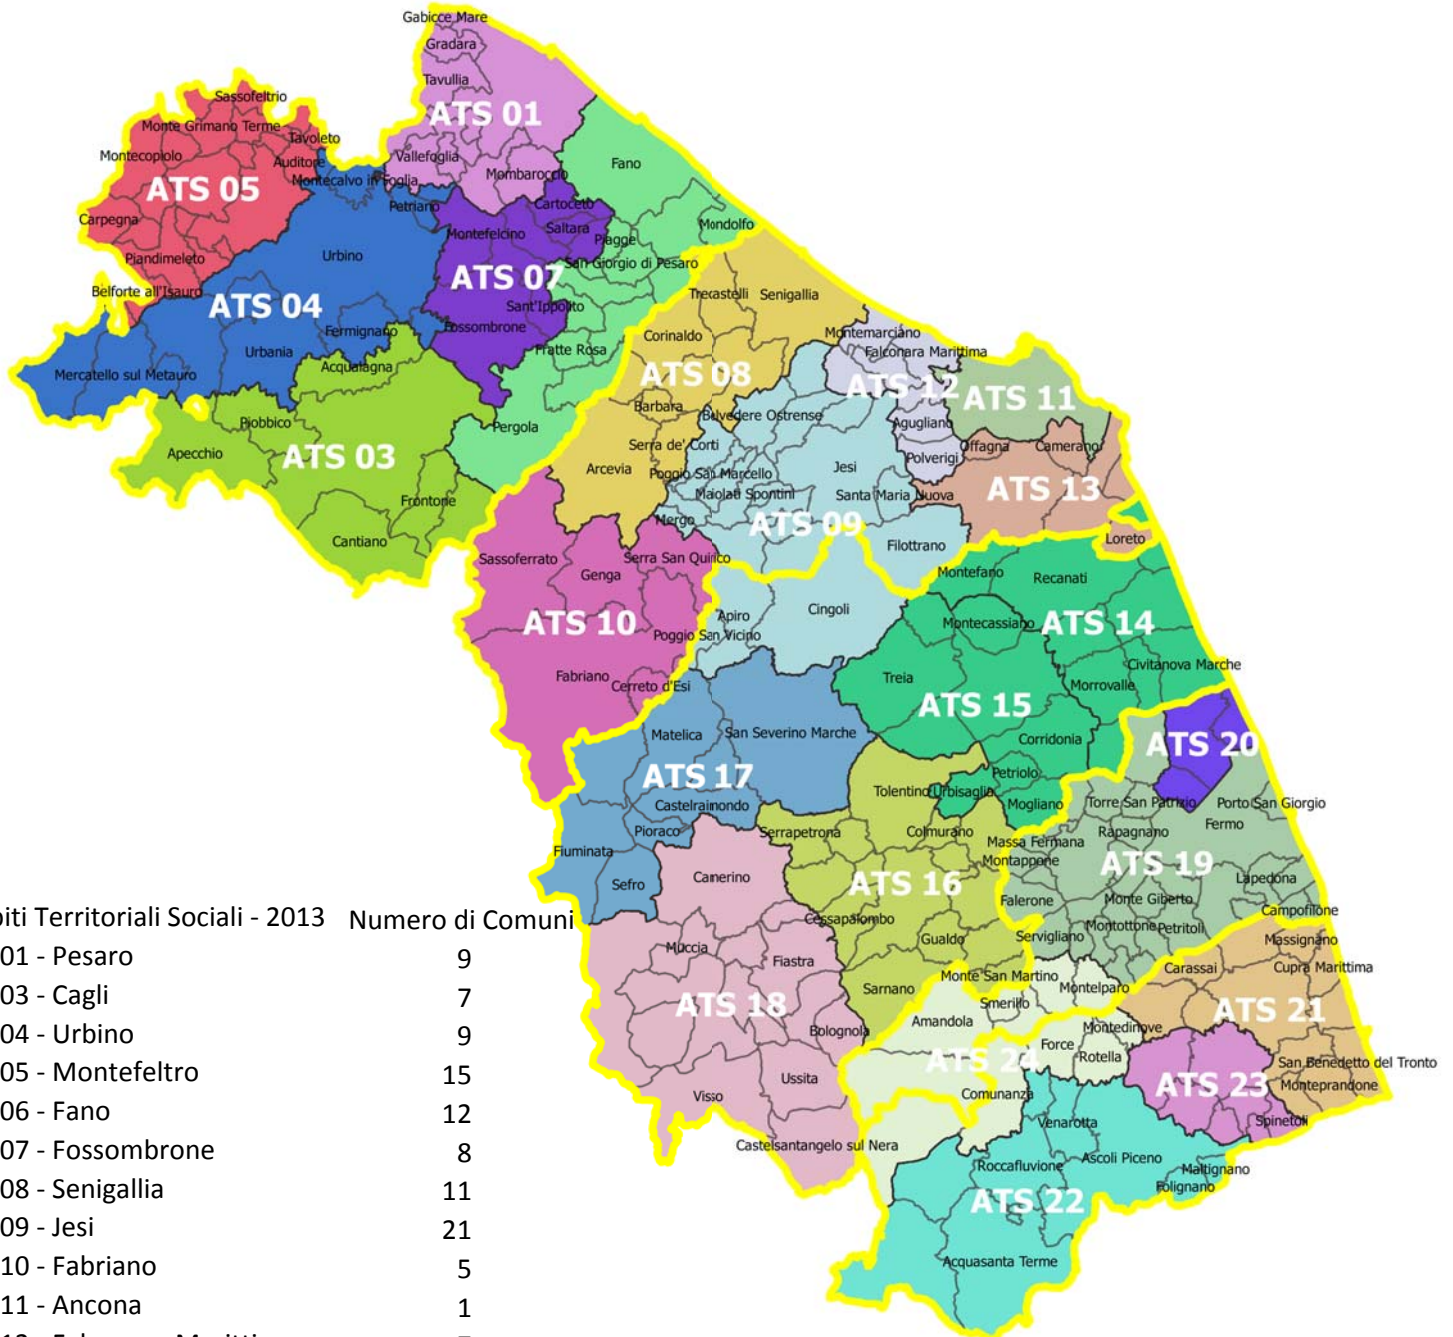 Gabicce Mare
Gradara
Tavullia
ATS 01
Sassofeltrio
Monte Grimano Terme
Tavoleto
Montecopiolo
Auditore
Vallefoglia
Mombaroccio
Fano
Montecalvo in Foglia
ATS 05
Carpegna
Petriano
Cartoceto
Montefelcino
Saltara
Piagge
Mondolfo
Urbino
Piandimeleto
San Giorgio di Pesaro
ATS 07
Belforte all'Isauro
ATS 04
Sant'Ippolito
Trecastelli
Senigallia
Fermignano
Fossombrone
Corinaldo
Montemarciano
Urbania
Fratte Rosa
Falconara Marittima
Acqualagna
Mercatello sul Metauro
ATS 08
ATS 12
ATS 11
Barbara
Belvedere Ostrense
Piobbico
Pergola
Agugliano
Apecchio
ATS 03
Serra de' Corti
Offagna
Camerano
Arcevia
Poggio San Marcello
Jesi
Polverigi
Maiolati Spontini
Santa Maria Nuova
ATS 13
Frontone
Mergo
ATS 09
Cantiano
Filottrano
Loreto
Sassoferrato
Serra San Quirico
Genga
Montefano
Recanati
Apiro
Cingoli
ATS 10
Poggio San Vicino
Montecassiano
ATS 14
Fabriano
Cerreto d'Esi
Treia
Civitanova Marche
Morrovalle
ATS 15
Matelica
San Severino Marche
Corridonia
ATS 20
ATS 17
Petriolo
Tolentino
Urbisaglia
Castelraimondo
Mogliano
Torre San Patrizio
Porto San Giorgio
Pioraco
Serrapetrona
Colmurano
Rapagnano
Fermo
Massa Fermana
Fiuminata
Montappone
ATS 19
Sefro
Camerino
ATS 16
Lapedona
Falerone
Monte Giberto
Campofilone
Cessapalombo
Montottone
Petritoli
Muccia
Gualdo
Servigliano
Massignano
Fiastra
Carassai
Cupra Marittima
Sarnano
Monte San Martino
Montelparo
ATS 18
Smerillo
ATS 21
Bolognola
Amandola
Montedinove
Force
Rotella
ATS 24
San Benedetto del Tronto
Ussita
ATS 23
Monteprandone
Visso
Comunanza
Spinetoli
Venarotta
Castelsantangelo sul Nera
Roccafluvione
Ascoli Piceno
Maltignano
Folignano
ATS 22
Acquasanta Terme
iti Territoriali Sociali - 2013 Numero di Comuni
01 - Pesaro 9
03 - Cagli 7
04 - Urbino 9
05 - Montefeltro 15
06 - Fano 12
07 - Fossombrone 8
08 - Senigallia 11
09 - Jesi 21
10 - Fabriano 5
11 - Ancona 1